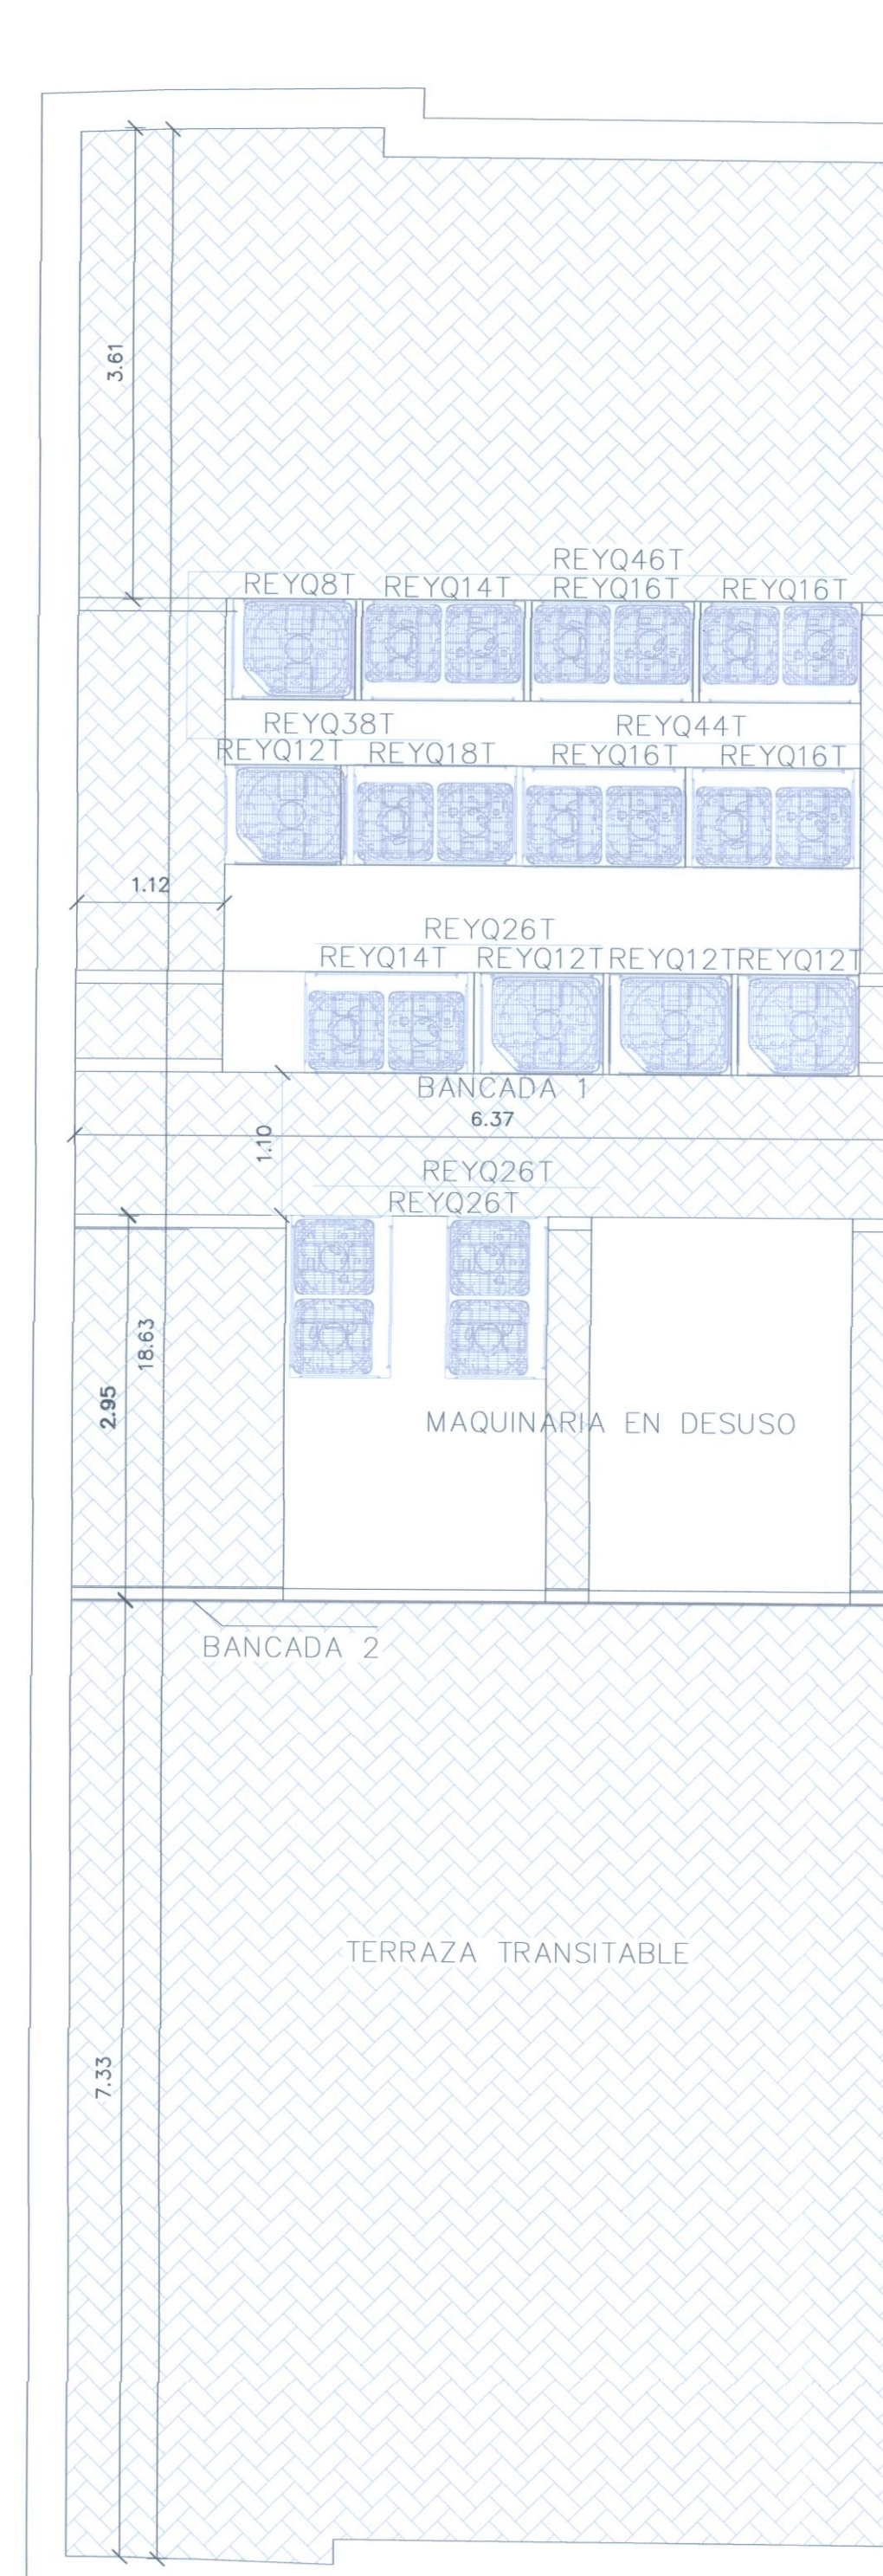 3.61
REYQ46T
REYQ8T REYQ14T REYQ16T REYQ16T
REYQ38T REYQ44T
REYQ12T REYQ18T REYQ16T REYQ16T
1.12
REYQ26T
REYQ14T REYQ12T REYQ12T REYQ12T
BANCADA 1
6.37
1.10
REYQ26T
REYQ26T
18.63
2.95
MAQUINARIA EN DESUSO
BANCADA 2
TERRAZA TRANSITABLE
7.33